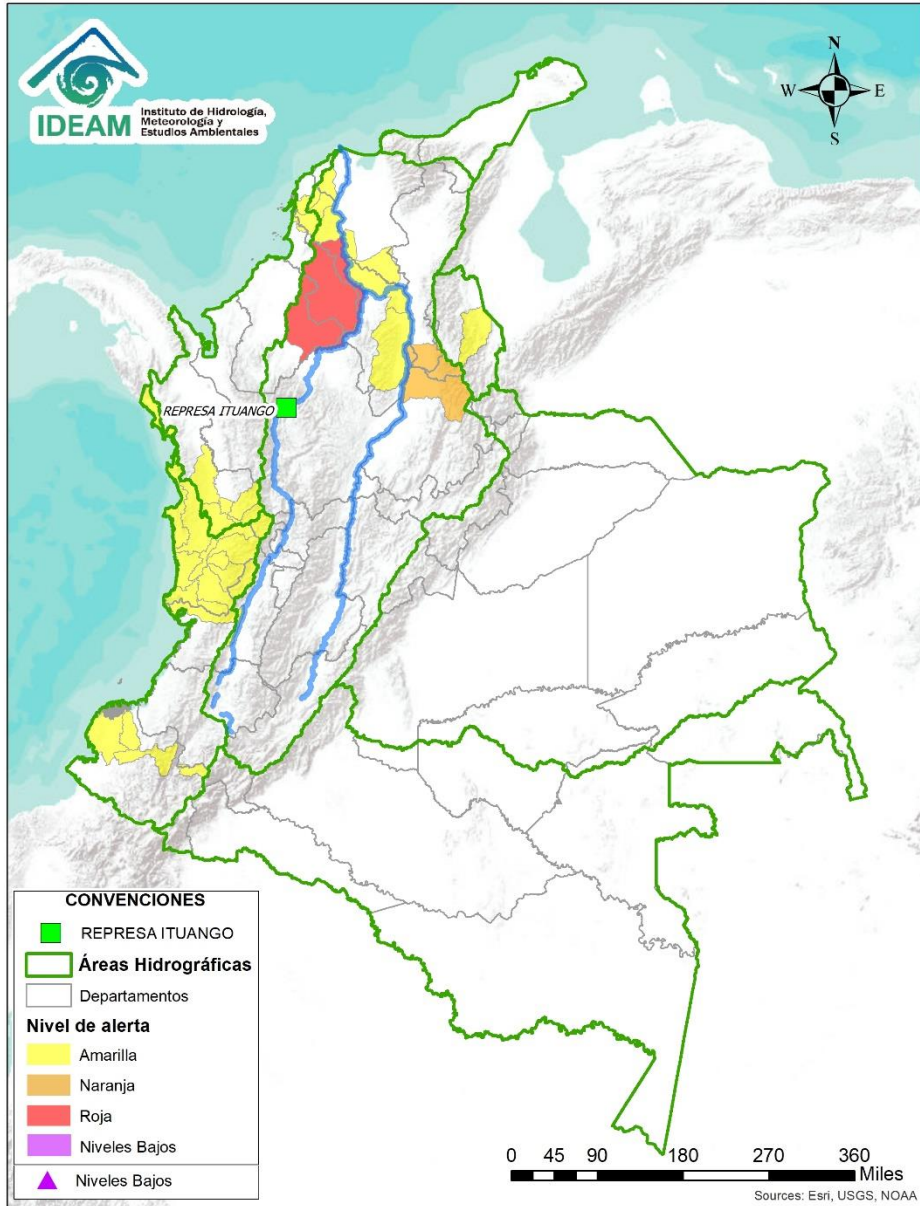 IDEAM
Instituto de Hidrología,
Meteorología y
Estudios Ambientales
N
W
E
S
REPRESA ITUANGO
CONVENCIONES
REPRESA ITUANGO
Áreas Hidrográficas
Departamentos
Nivel de alerta
Amarilla
Naranja
Roja
Niveles Bajos
Niveles Bajos
0 45 90 180 270 360
Miles
Sources: Esri, USGS, NOAA